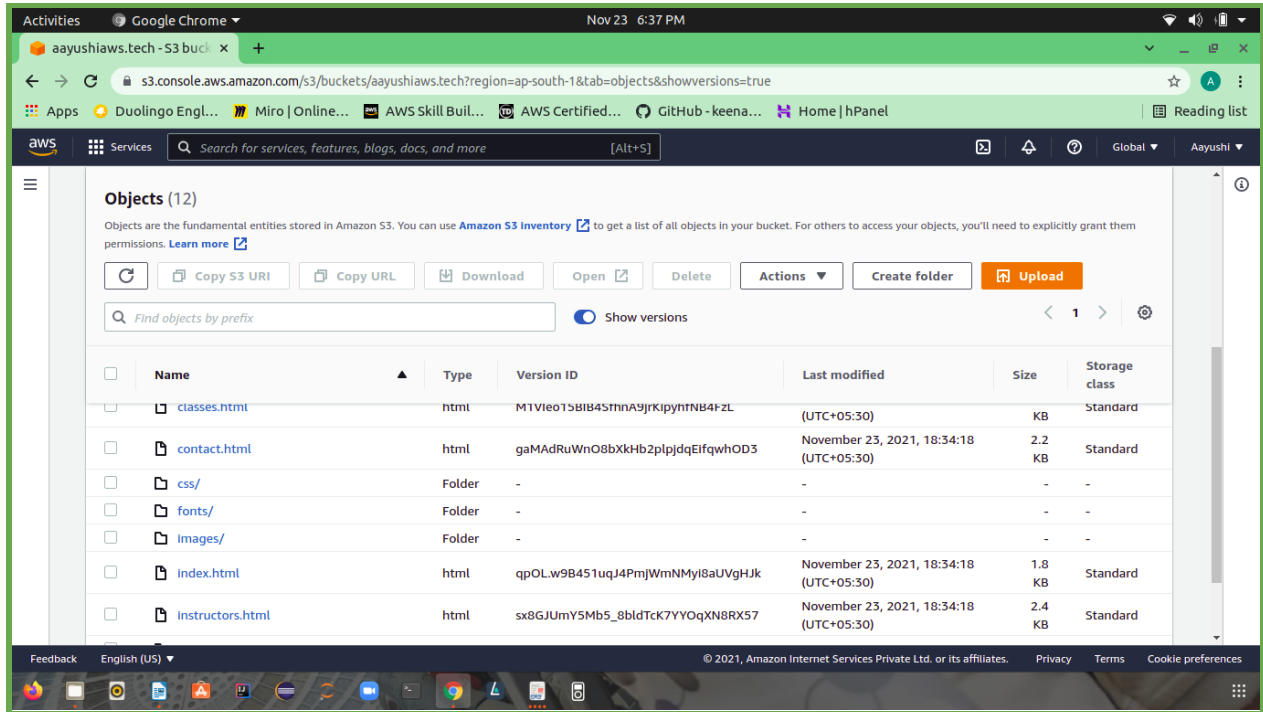 Activities Google Chrome ▾ Nov 23 6:37 PM
aayushiaws.tech - S3 buck × +
s3.console.aws.amazon.com/s3/buckets/aayushiaws.tech?region=ap-south-1&tab=objects&showversions=true A
Apps Duolingo Engl... Miro | Online... AWS Skill Buil... AWS Certified... GitHub - keena... Home | hPanel Reading list
aws Services Search for services, features, blogs, docs, and more [Alt+S] Global ▼ Aayushi ▼
Objects (12)
Objects are the fundamental entities stored in Amazon S3. You can use Amazon S3 inventory to get a list of all objects in your bucket. For others to access your objects, you'll need to explicitly grant them
permissions. Learn more
Copy S3 URI Copy URL Download Open Delete Actions ▼ Create folder Upload
Find objects by prefix Show versions < 1 >
Name ▲ Type Version ID Last modified Size Storage
class
classes.html html (UTC+05:30) KB Standard
contact.html html gaMAdRuWnO8bXkHb2plpjdqEifqwhOD3 November 23, 2021, 18:34:18 2.2 Standard
(UTC+05:30) KB
css/ Folder - - - -
fonts/ Folder - - - -
images/ Folder - - - -
index.html html qpOL.w9B451uqJ4PmjWmNMyi8aUVgHJk November 23, 2021, 18:34:18 1.8 Standard
(UTC+05:30) KB
instructors.html html sx8GJUmY5Mb5_8bldTcK7YYOqXN8RX57 November 23, 2021, 18:34:18 2.4 Standard
(UTC+05:30) KB
Feedback English (US) ▼ © 2021, Amazon Internet Services Private Ltd. or its affiliates. Privacy Terms Cookie preferences